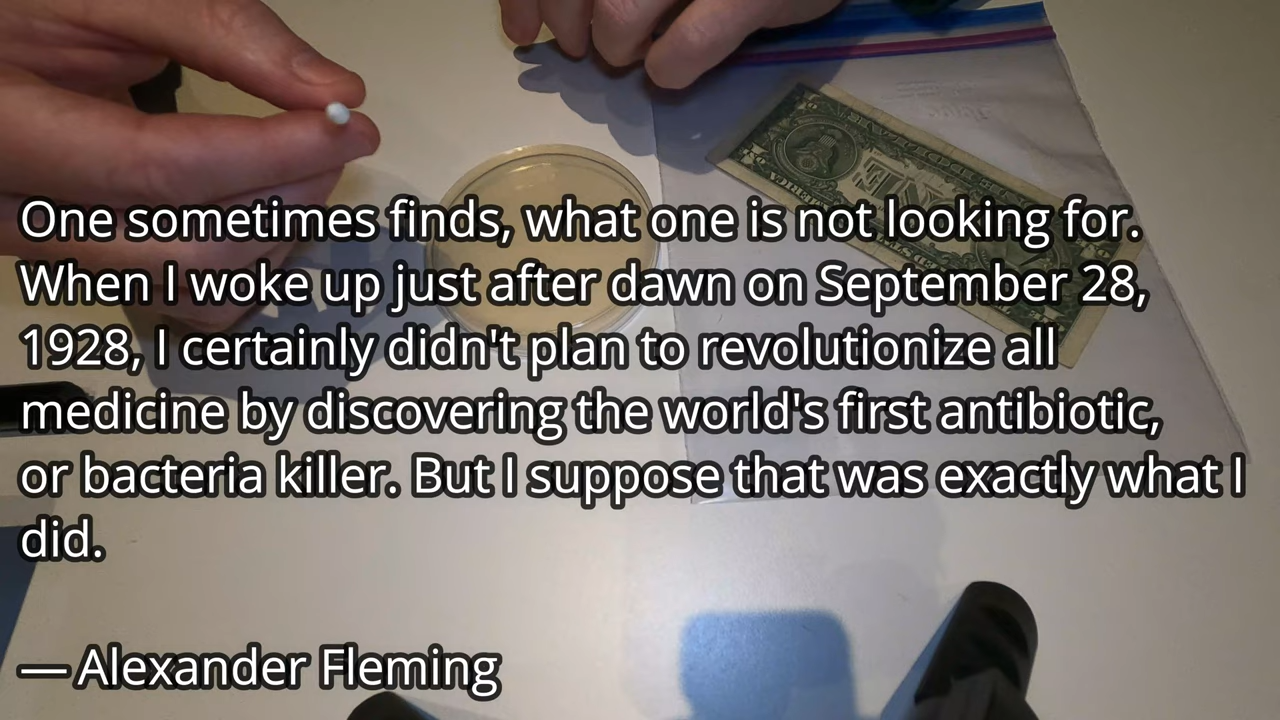 One sometimes finds, what one is not looking for.
When I woke up just after dawn on September 28,
1928, I certainly didn't plan to revolutionize all
medicine by discovering the world's first antibiotic,
or bacteria killer. But I suppose that was exactly what I
did.
— Alexander Fleming